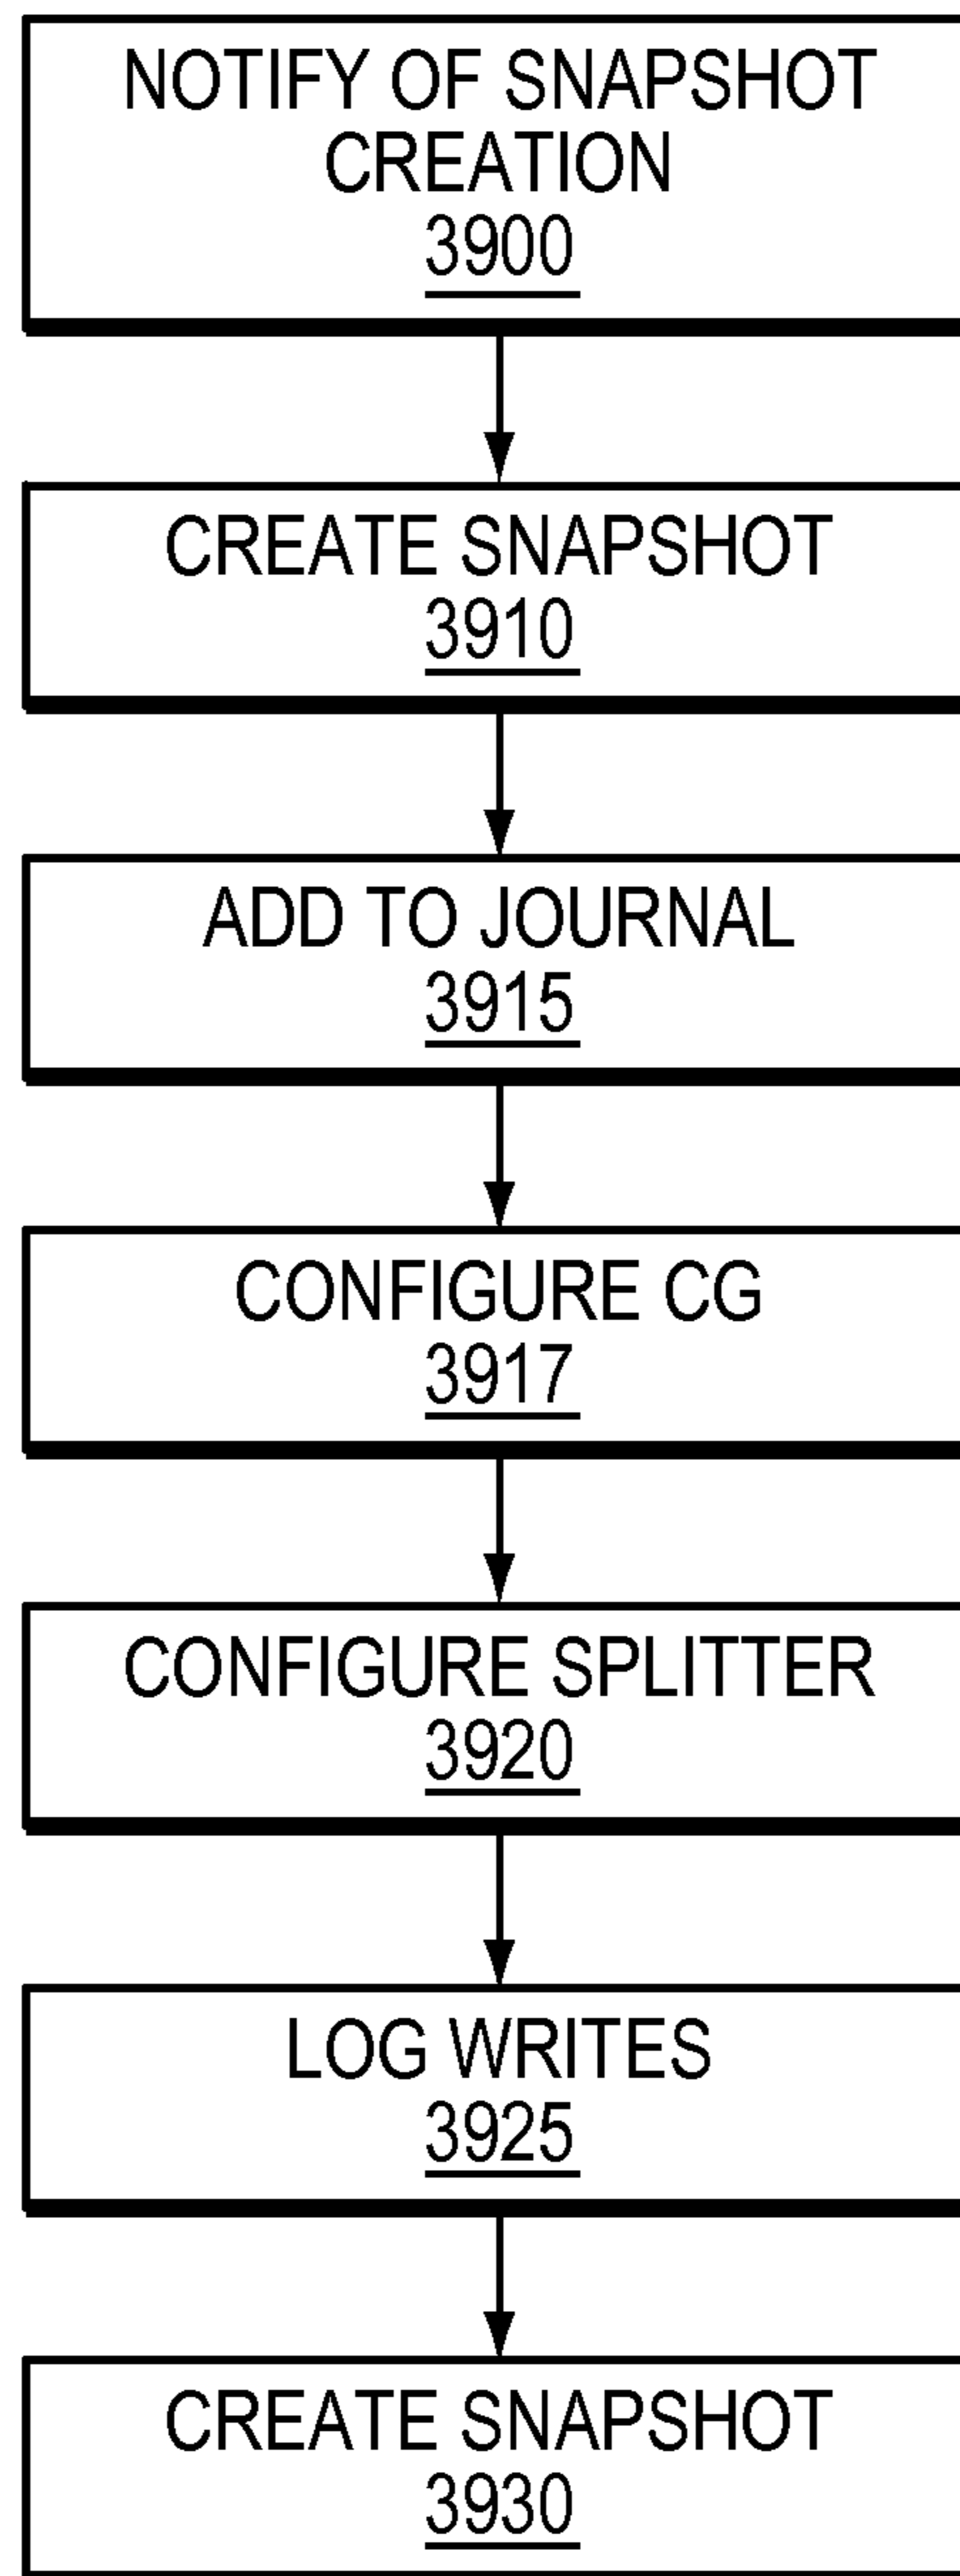 NOTIFY OF SNAPSHOT
CREATION
3900
CREATE SNAPSHOT
3910
ADD TO JOURNAL
3915
CONFIGURE CG
3917
CONFIGURE SPLITTER
3920
LOG WRITES
3925
CREATE SNAPSHOT
3930